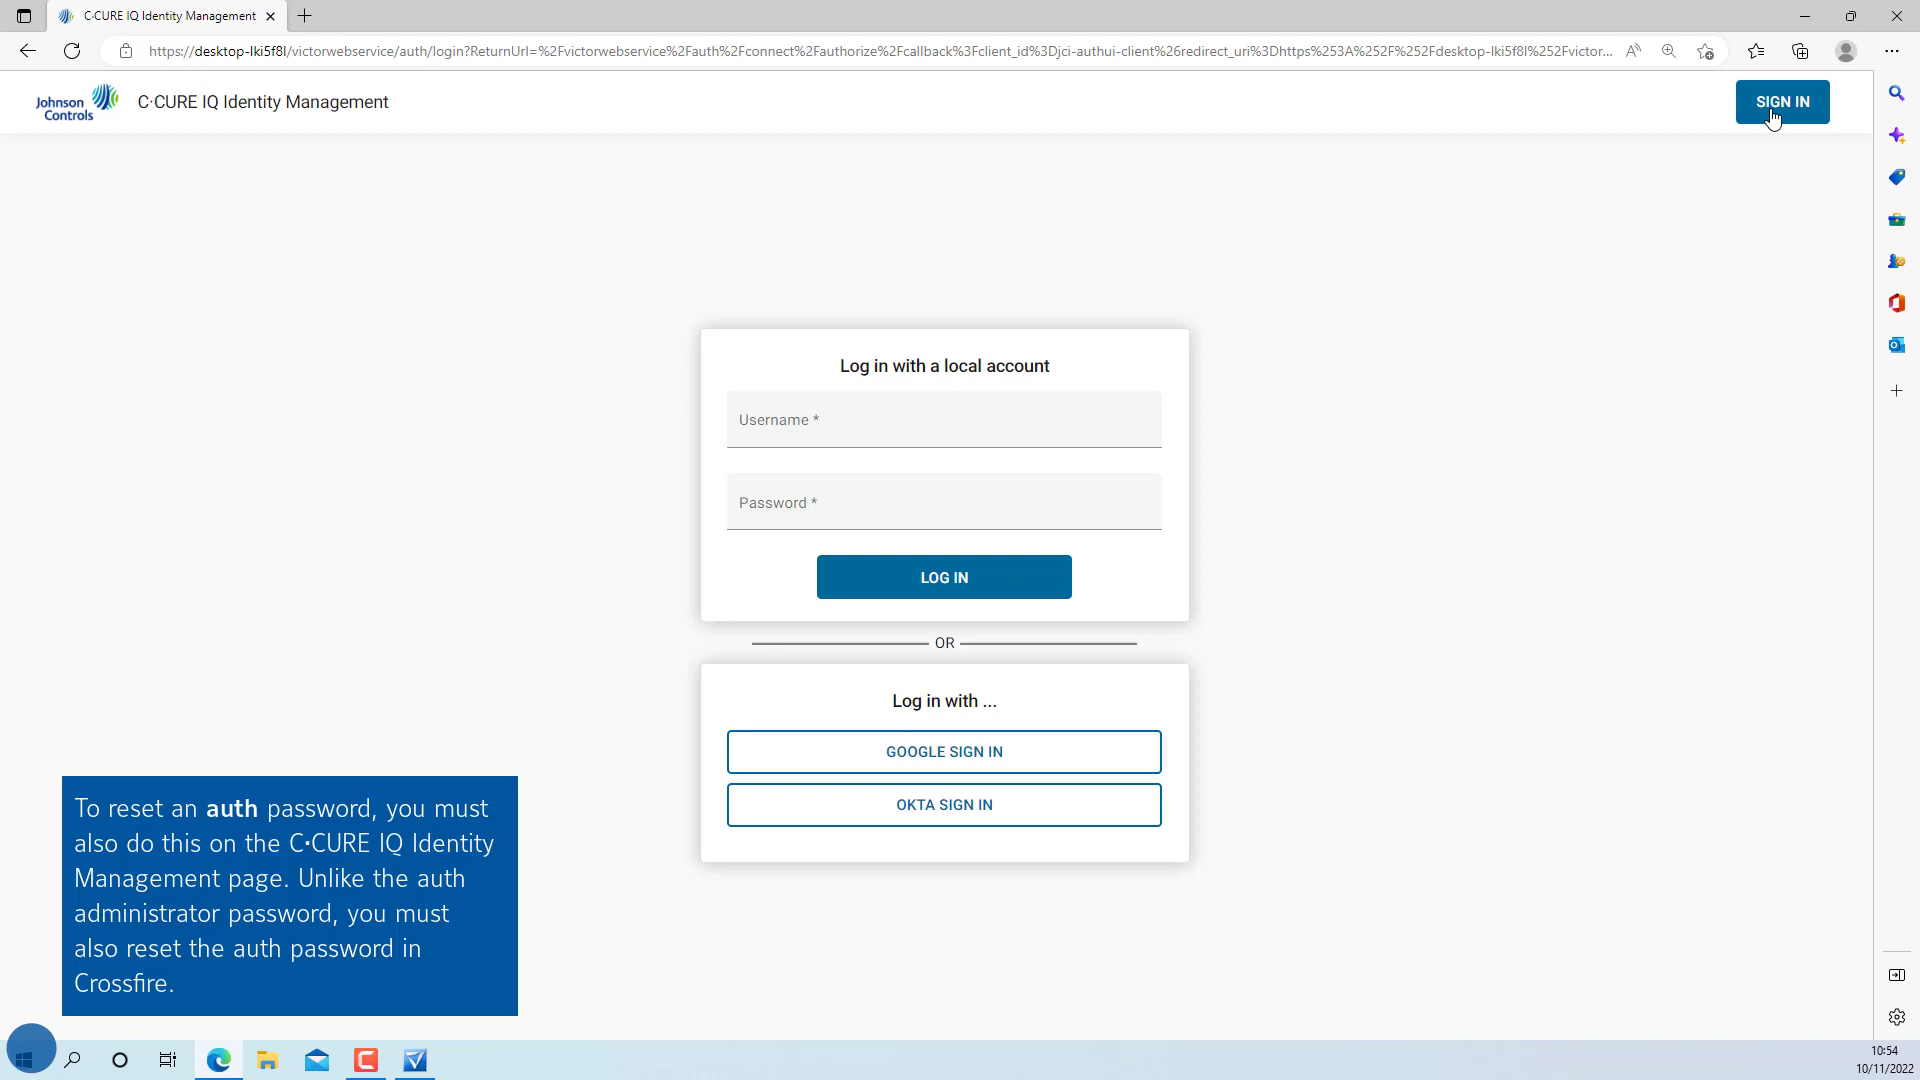 C·CURE IQ Identity Management
https://desktop-lki5f8l/victorwebservice/auth/login?ReturnUrl=%2Fvictorwebservice%2Fauth%2Fconnect%2Fauthorize%2Fcallback%3Fclient_id%3Djci-authui-client%26redirect_uri%3Dhttps%253A%252F%252Fdesktop-lki5f8l%252Fvictor...
Johnson
Controls
C·CURE IQ Identity Management
SIGN IN
Log in with a local account
Username *
Password *
LOG IN
OR
Log in with ...
GOOGLE SIGN IN
OKTA SIGN IN
To reset an auth password, you must
also do this on the C·CURE IQ Identity
Management page. Unlike the auth
administrator password, you must
also reset the auth password in
Crossfire.
10:54
10/11/2022